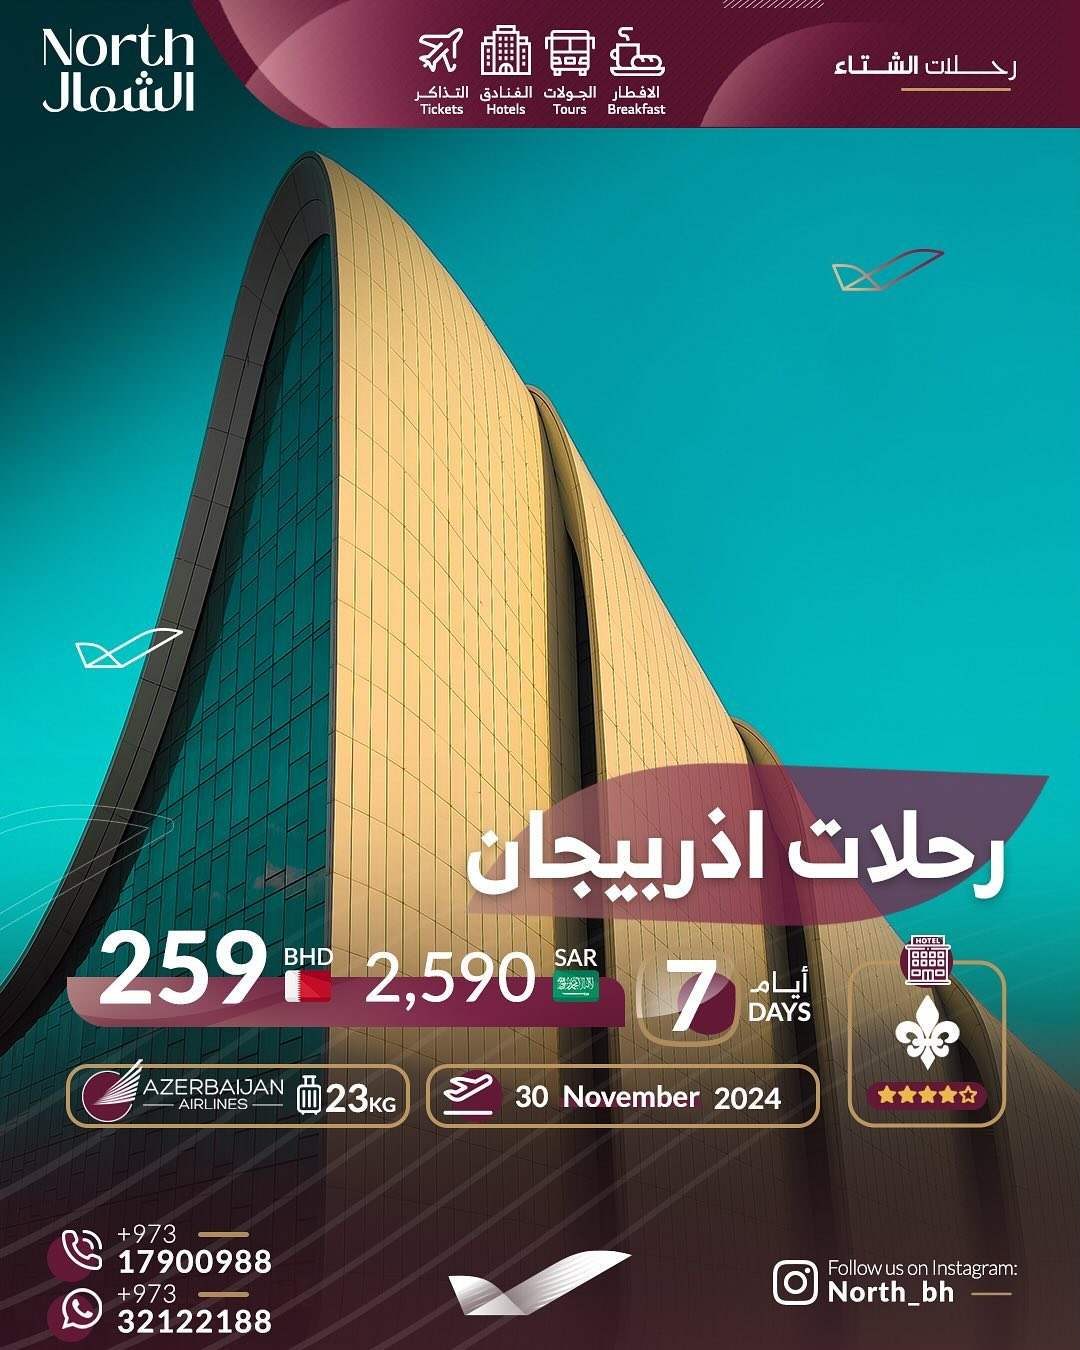 North
الشمال
التذاكر
Tickets
الفنادق
Hotels
الجولات
Tours
الافطار
Breakfast
رحلات الشتاء
رحلات اذربيجان
259 BHD
2,590 SAR
7 أيام
DAYS
HOTEL
AZERBAIJAN
AIRLINES
23KG
30 November 2024
+973
17900988
+973
32122188
Follow us on Instagram:
North_bh